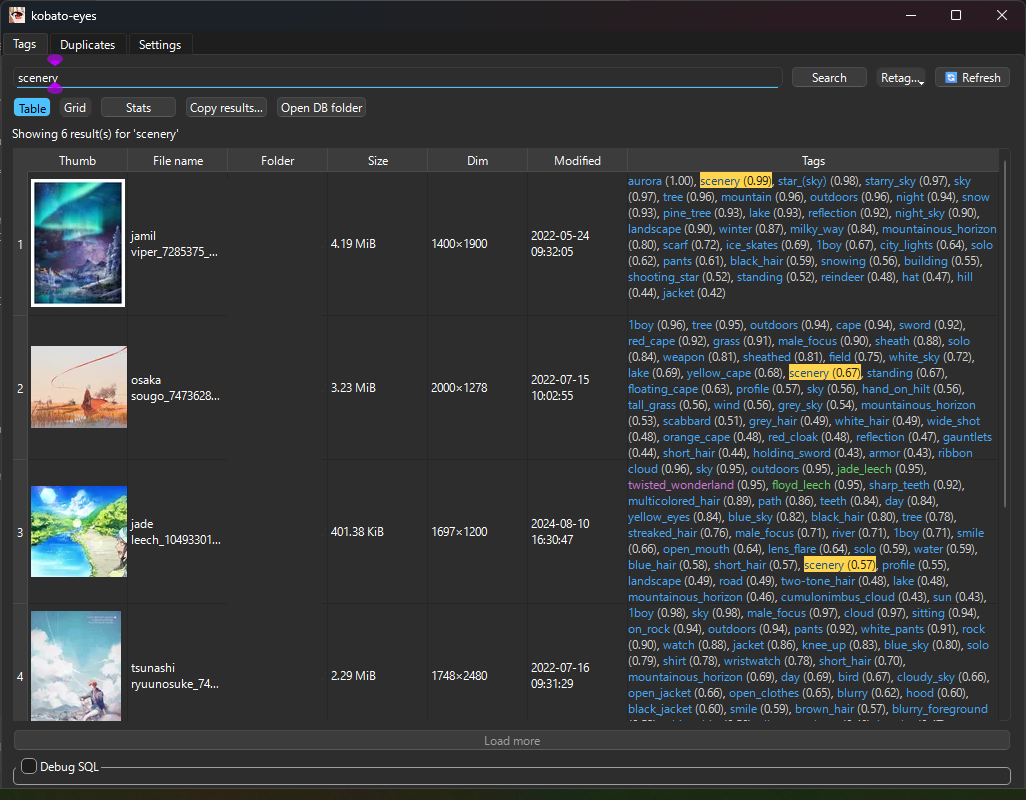 kobato-eyes
Tags Duplicates Settings
scenery Search Retag... Refresh
Table Grid Stats Copy results... Open DB folder
Showing 6 result(s) for 'scenery'
Thumb File name Folder Size Dim Modified Tags
1
jamil
viper_7285375_...
4.19 MiB
1400×1900
2022-05-24
09:32:05
aurora (1.00), scenery (0.99), star_(sky) (0.98), starry_sky (0.97), sky
(0.97), tree (0.96), mountain (0.96), outdoors (0.96), night (0.94), snow
(0.93), pine_tree (0.93), lake (0.93), reflection (0.92), night_sky (0.90),
landscape (0.90), winter (0.87), milky_way (0.84), mountainous_horizon
(0.80), scarf (0.72), ice_skates (0.69), 1boy (0.67), city_lights (0.64), solo
(0.62), pants (0.61), black_hair (0.59), snowing (0.56), building (0.55),
shooting_star (0.52), standing (0.52), reindeer (0.48), hat (0.47), hill
(0.44), jacket (0.42)
2
osaka
sougo_7473628...
3.23 MiB
2000×1278
2022-07-15
10:02:55
1boy (0.96), tree (0.95), outdoors (0.94), cape (0.94), sword (0.92),
red_cape (0.92), grass (0.91), male_focus (0.90), sheath (0.88), solo
(0.84), weapon (0.81), sheathed (0.81), field (0.75), white_sky (0.72),
lake (0.69), yellow_cape (0.68), scenery (0.67), standing (0.67),
floating_cape (0.63), profile (0.57), sky (0.56), hand_on_hilt (0.56),
tall_grass (0.56), wind (0.56), grey_sky (0.54), mountainous_horizon
(0.53), scabbard (0.51), grey_hair (0.49), white_hair (0.49), wide_shot
(0.48), orange_cape (0.48), red_cloak (0.48), reflection (0.47), gauntlets
(0.44), short_hair (0.44), holding_sword (0.43), armor (0.43), ribbon
3
jade
leech_10493301...
401.38 KiB
1697×1200
2024-08-10
16:30:47
cloud (0.96), sky (0.95), outdoors (0.95), jade_leech (0.95),
twisted_wonderland (0.95), floyd_leech (0.95), sharp_teeth (0.92),
multicolored_hair (0.89), path (0.86), teeth (0.84), day (0.84),
yellow_eyes (0.84), blue_sky (0.82), black_hair (0.80), tree (0.78),
streaked_hair (0.76), male_focus (0.71), river (0.71), 1boy (0.71), smile
(0.66), open_mouth (0.64), lens_flare (0.64), solo (0.59), water (0.59),
blue_hair (0.58), short_hair (0.57), scenery (0.57), profile (0.55),
landscape (0.49), road (0.49), two-tone_hair (0.48), lake (0.48),
mountainous_horizon (0.46), cumulonimbus_cloud (0.43), sun (0.43),
4
tsunashi
ryuunosuke_74...
2.29 MiB
1748×2480
2022-07-16
09:31:29
1boy (0.98), sky (0.98), male_focus (0.97), cloud (0.97), sitting (0.94),
on_rock (0.94), outdoors (0.94), pants (0.92), white_pants (0.91), rock
(0.90), watch (0.88), jacket (0.86), knee_up (0.83), blue_sky (0.80), solo
(0.79), shirt (0.78), wristwatch (0.78), short_hair (0.70),
mountainous_horizon (0.69), day (0.69), bird (0.67), cloudy_sky (0.66),
open_jacket (0.66), open_clothes (0.65), blurry (0.62), hood (0.60),
black_jacket (0.60), smile (0.59), brown_hair (0.57), blurry_foreground
Load more
Debug SQL